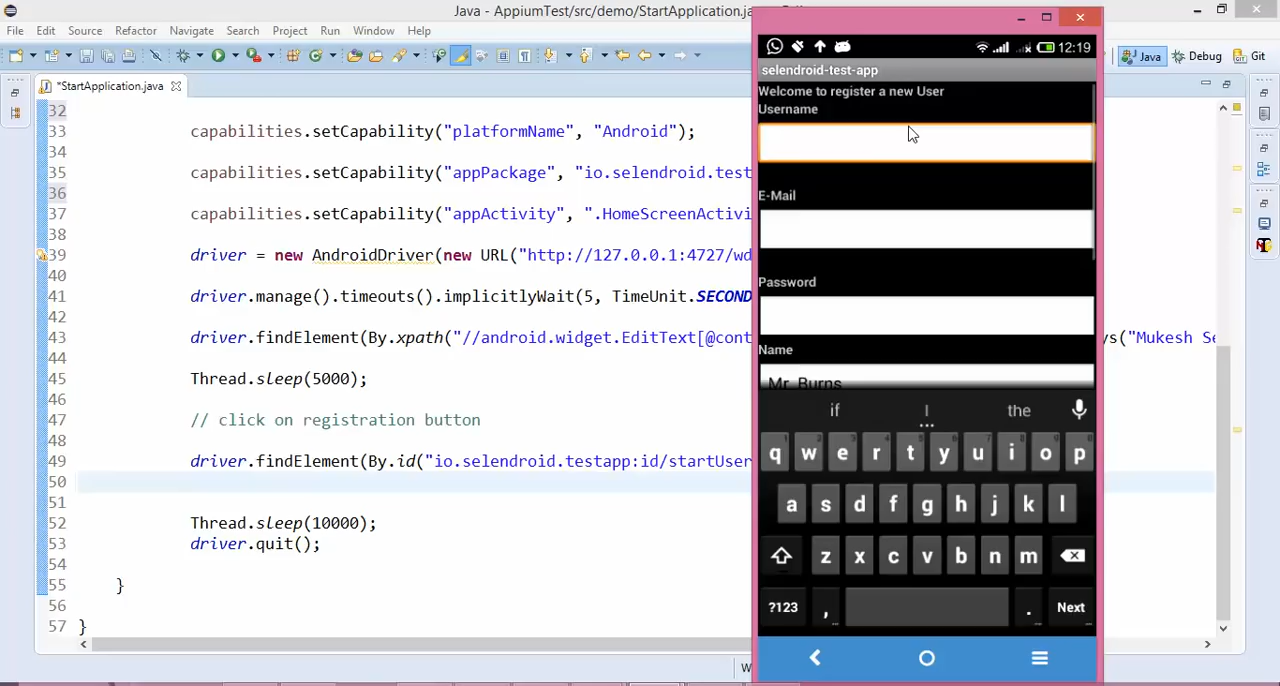 Java - AppiumTest/src/demo/StartApplication.ja
File Edit Source Refactor Navigate Search Project Run Window Help
Java Debug Git
*StartApplication.java
32
33 capabilities.setCapability("platformName", "Android");
34
35 capabilities.setCapability("appPackage", "io.selendroid.test
36
37 capabilities.setCapability("appActivity", ".HomeScreenActivi
38
39 driver = new AndroidDriver(new URL("http://127.0.0.1:4727/wd
40
41 driver.manage().timeouts().implicitlyWait(5, TimeUnit.SECOND
42
43 driver.findElement(By.xpath("//android.widget.EditText[@cont ys("Mukesh Se
44
45 Thread.sleep(5000);
46
47 // click on registration button
48
49 driver.findElement(By.id("io.selendroid.testapp:id/startUser
50
51
52 Thread.sleep(10000);
53 driver.quit();
54
55 }
56
57 }
W
12:19
selendroid-test-app
Welcome to register a new User
Username
E-Mail
Password
Name
Mr. Burns
if I the
q w e r t y u i o p
a s d f g h j k l
z x c v b n m
?123 , . Next